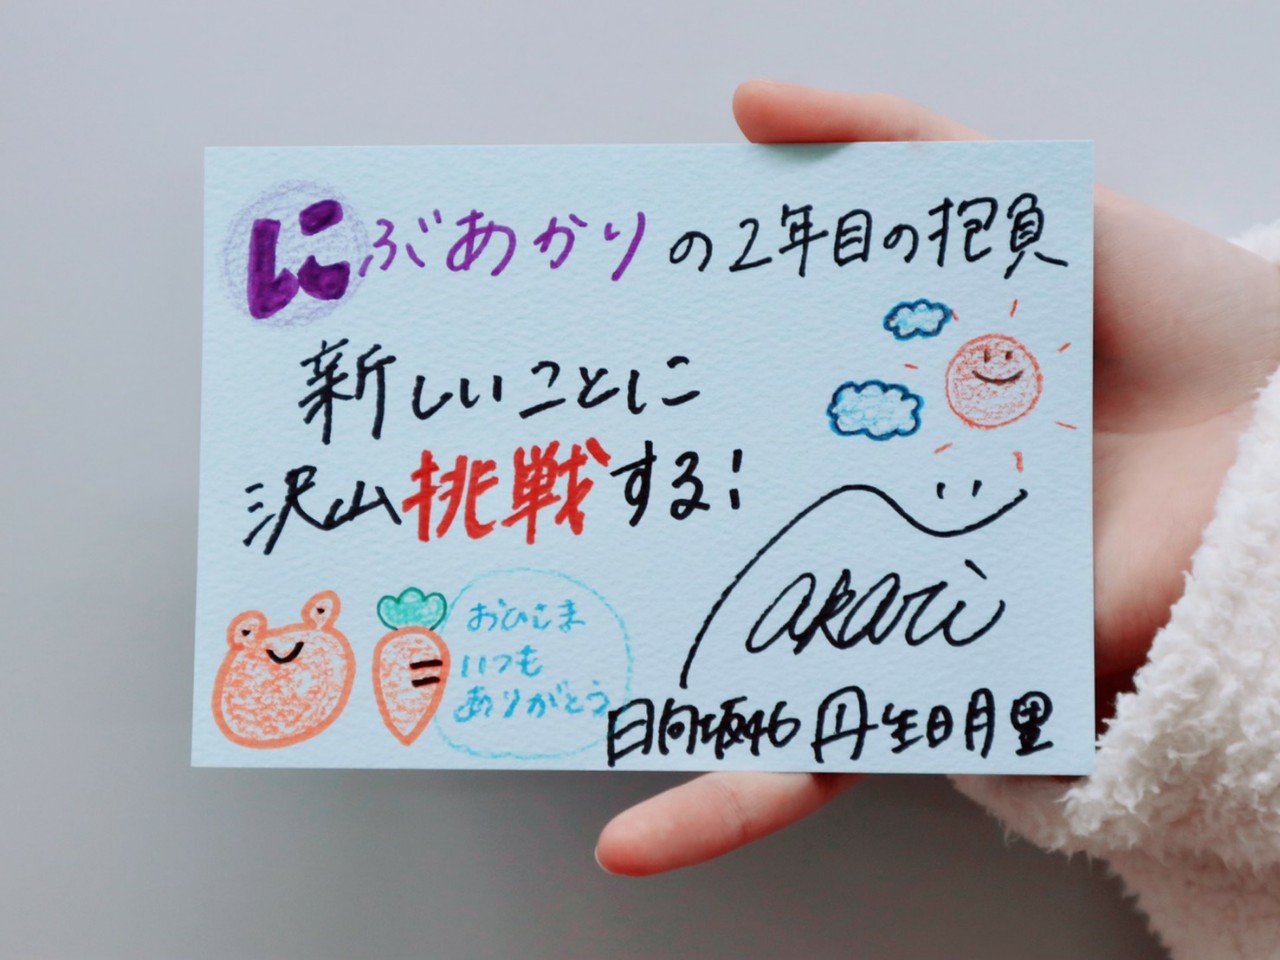 にぶあかりの2年目の抱負
新しいことに
沢山挑戦する!
akari
おひさま
いつも
ありがとう
日向坂46 丹生明里